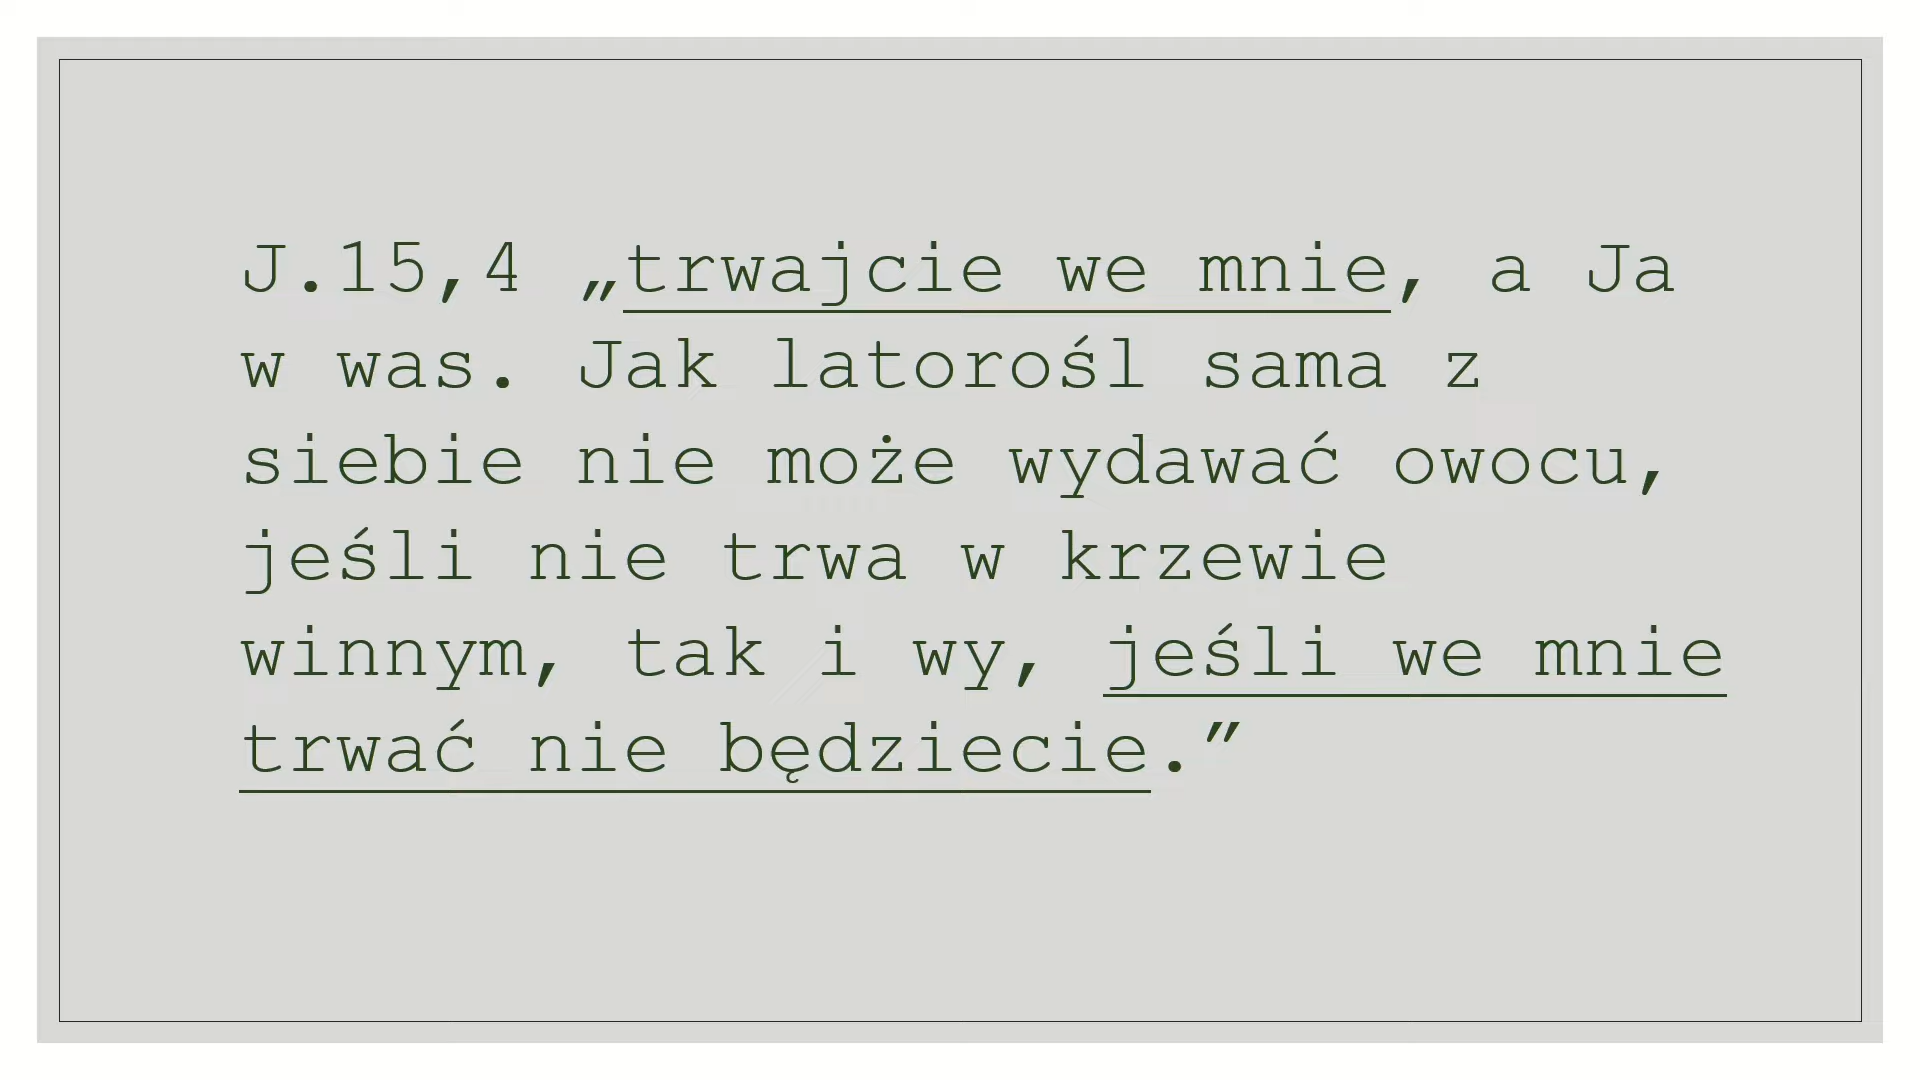 J.15,4 „trwajcie we mnie, a Ja
w was. Jak latorośl sama z
siebie nie może wydawać owocu,
jeśli nie trwa w krzewie
winnym, tak i wy, jeśli we mnie
trwać nie będziecie.”